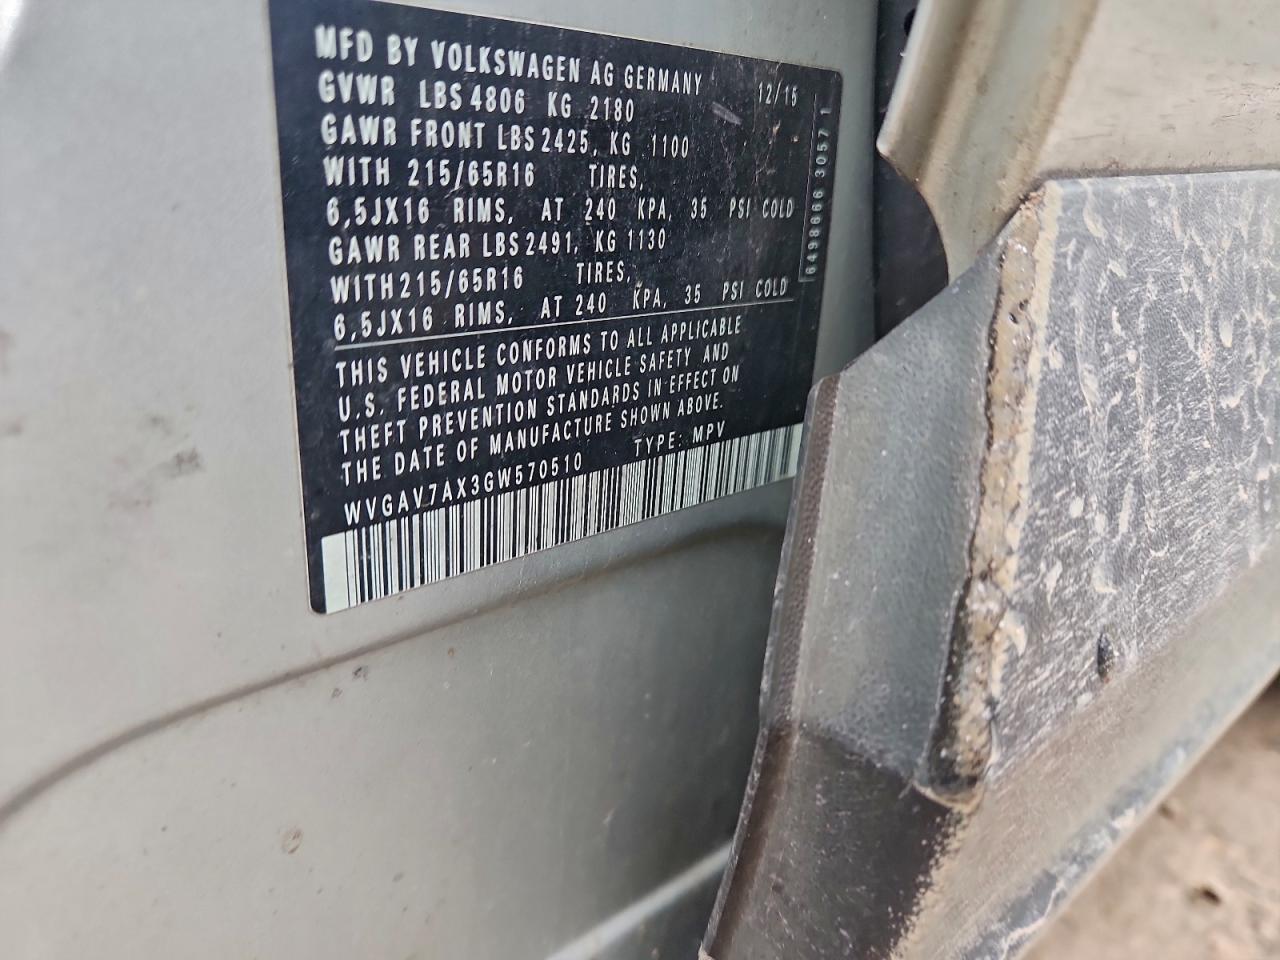 MFD BY VOLKSWAGEN AG GERMANY 12/15
GVWR LBS 4806 KG 2180
GAWR FRONT LBS 2425, KG 1100
WITH 215/65R16 TIRES,
6,5JX16 RIMS, AT 240 KPA, 35 PSI COLD
GAWR REAR LBS 2491, KG 1130
WITH 215/65R16 TIRES,
6,5JX16 RIMS, AT 240 KPA, 35 PSI COLD
THIS VEHICLE CONFORMS TO ALL APPLICABLE
U.S. FEDERAL MOTOR VEHICLE SAFETY AND
THEFT PREVENTION STANDARDS IN EFFECT ON
THE DATE OF MANUFACTURE SHOWN ABOVE.
WVGAV7AX3GW570510 TYPE: MPV
6498666 3057 1